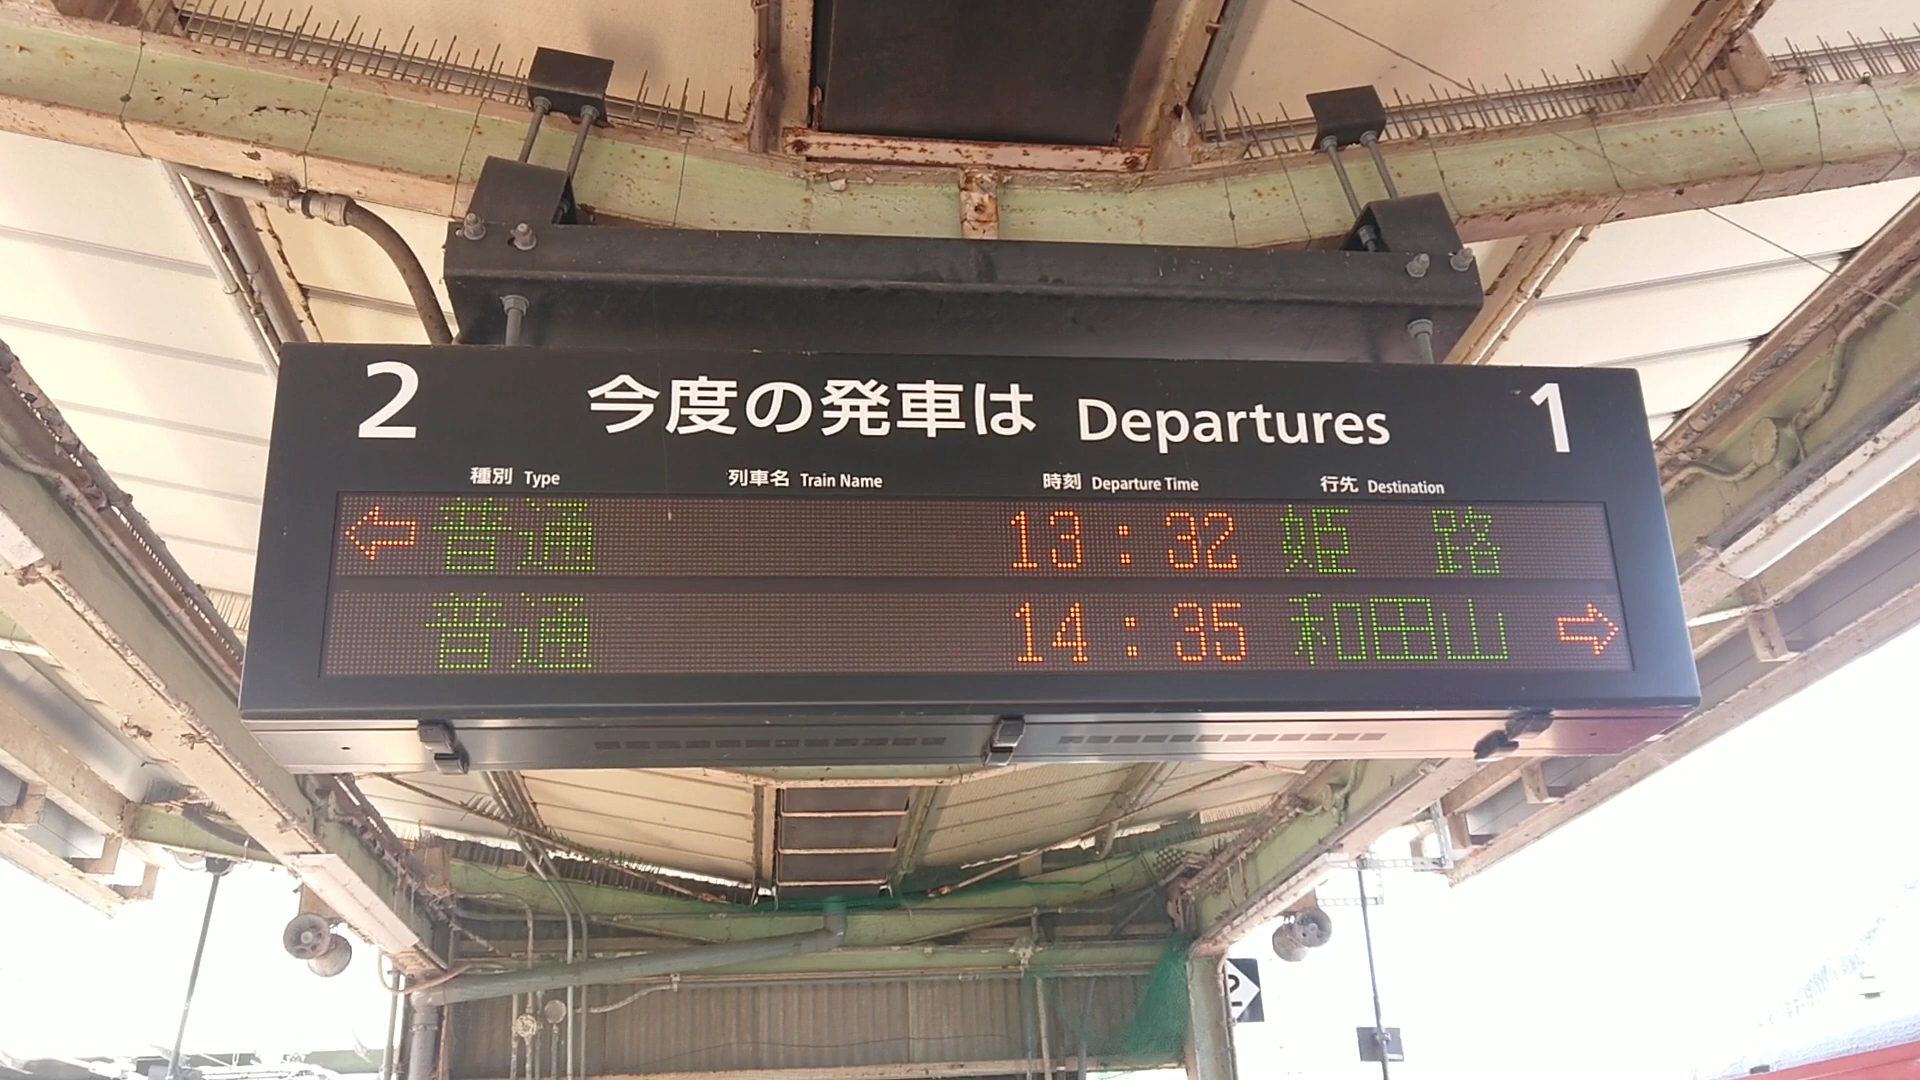 2 今度の発車は Departures 1
種別 Type 列車名 Train Name 時刻 Departure Time 行先 Destination
普通 13:32 姫路
普通 14:35 和田山